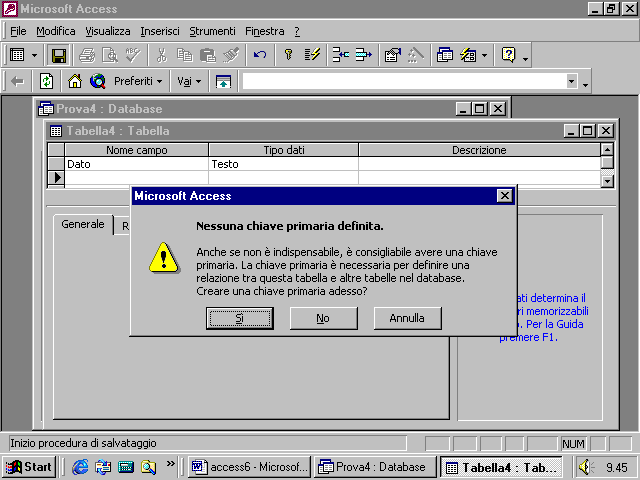 Microsoft Access
File Modifica Visualizza Inserisci Strumenti Finestra ?
Preferiti Vai
Prova4 : Database
Tabella4 : Tabella
Nome campo Tipo dati Descrizione
Dato Testo
Microsoft Access
Generale
Nessuna chiave primaria definita.
Anche se non è indispensabile, è consigliabile avere una chiave
primaria. La chiave primaria è necessaria per definire una
relazione tra questa tabella e altre tabelle nel database.
Creare una chiave primaria adesso?
Sì No Annulla
determina il
memorizzabili
Per la Guida
premere F1.
Inizio procedura di salvataggio NUM
Start access6 - Microsof... Prova4 : Database Tabella4 : Tab... 9.45